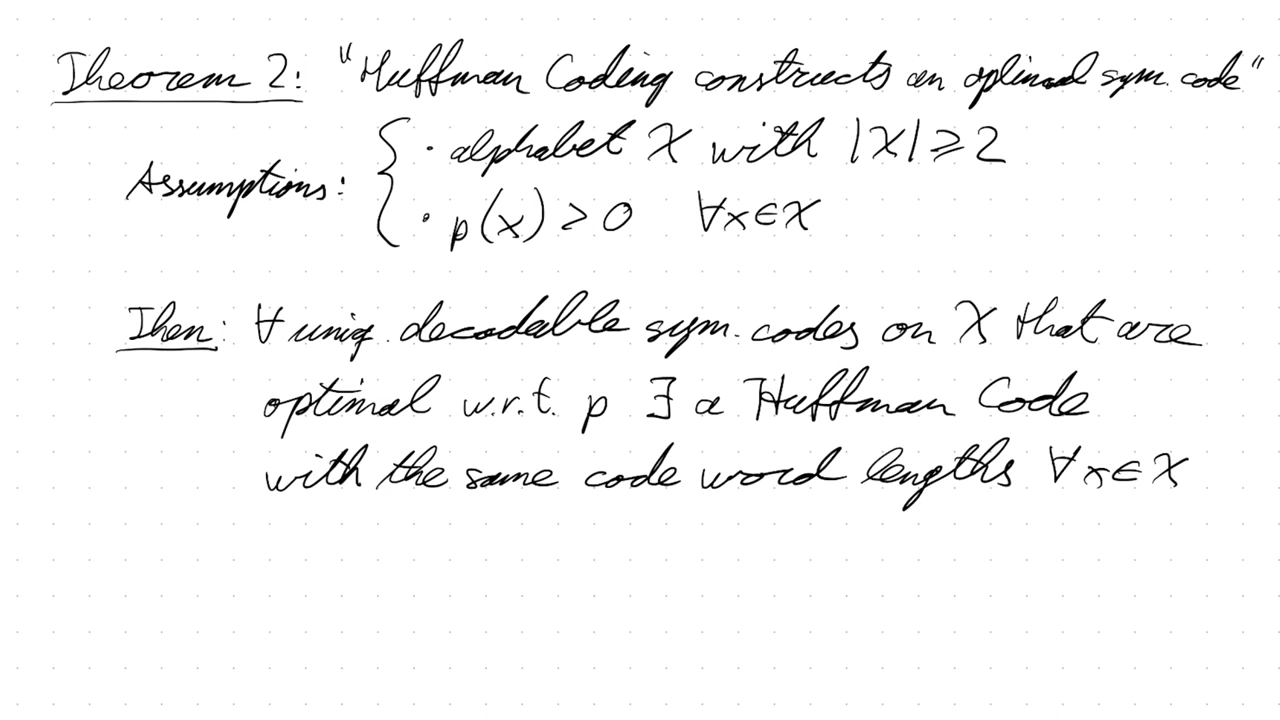 Theorem 2: "Huffman Coding constructs an optimal sym. code"
Assumptions: { · alphabet X with |X| ⩾ 2
· p(x) > 0 ∀x∈X
Then: ∀ uniq. decodable sym. codes on X that are
optimal w.r.t. p ∃ a Huffman Code
with the same code word lengths ∀x∈X